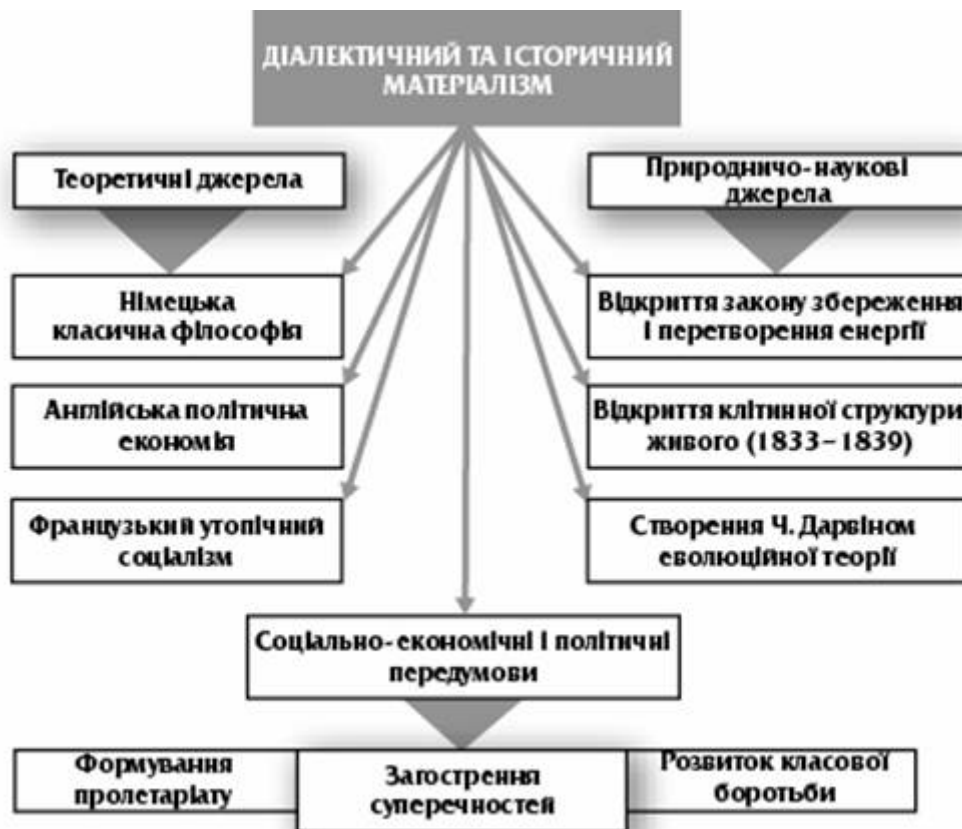 ДІАЛЕКТИЧНИЙ ТА ІСТОРИЧНИЙ
МАТЕРІАЛІЗМ
Теоретичні джерела
Природничо-наукові
джерела
Німецька
класична філософія
Відкриття закону збереження
і перетворення енергії
Англійська політична
економія
Відкриття клітинної структури
живого (1833–1839)
Французький утопічний
соціалізм
Створення Ч. Дарвіном
еволюційної теорії
Соціально-економічні і політичні
передумови
Формування
пролетаріату
Загострення
суперечностей
Розвиток класової
боротьби